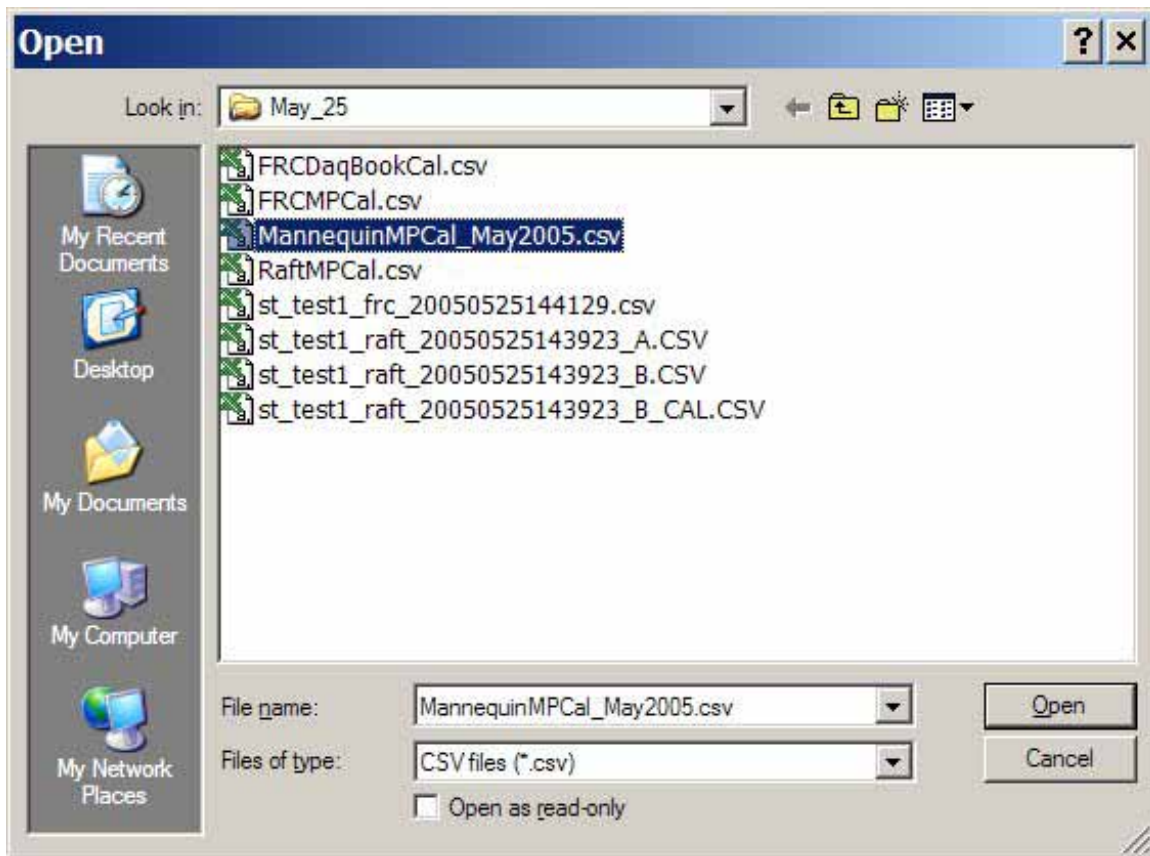 Open
Look in: May_25
My Recent
Documents
Desktop
My Documents
My Computer
My Network
Places
FRCDaqBookCal.csv
FRCMPCal.csv
MannequinMPCal_May2005.csv
RaftMPCal.csv
st_test1_frc_20050525144129.csv
st_test1_raft_20050525143923_A.CSV
st_test1_raft_20050525143923_B.CSV
st_test1_raft_20050525143923_B_CAL.CSV
File name: MannequinMPCal_May2005.csv Open
Files of type: CSV files (*.csv) Cancel
Open as read-only